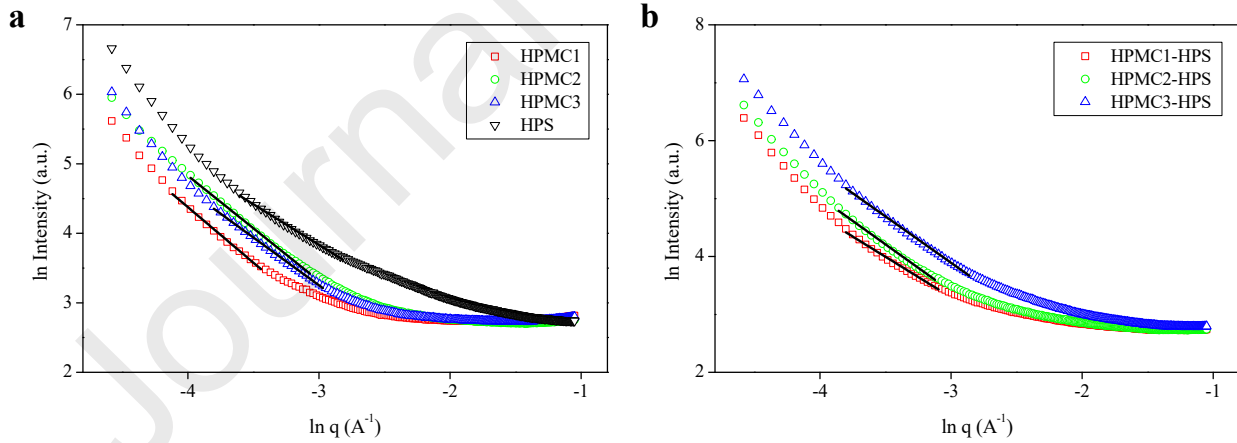 a
7
6
5
4
3
2
-4
-3
-2
-1
ln Intensity (a.u.)
ln q (A⁻¹)
HPMC1
HPMC2
HPMC3
HPS
b
8
6
4
2
-4
-3
-2
-1
ln Intensity (a.u.)
ln q (A⁻¹)
HPMC1-HPS
HPMC2-HPS
HPMC3-HPS
Journal